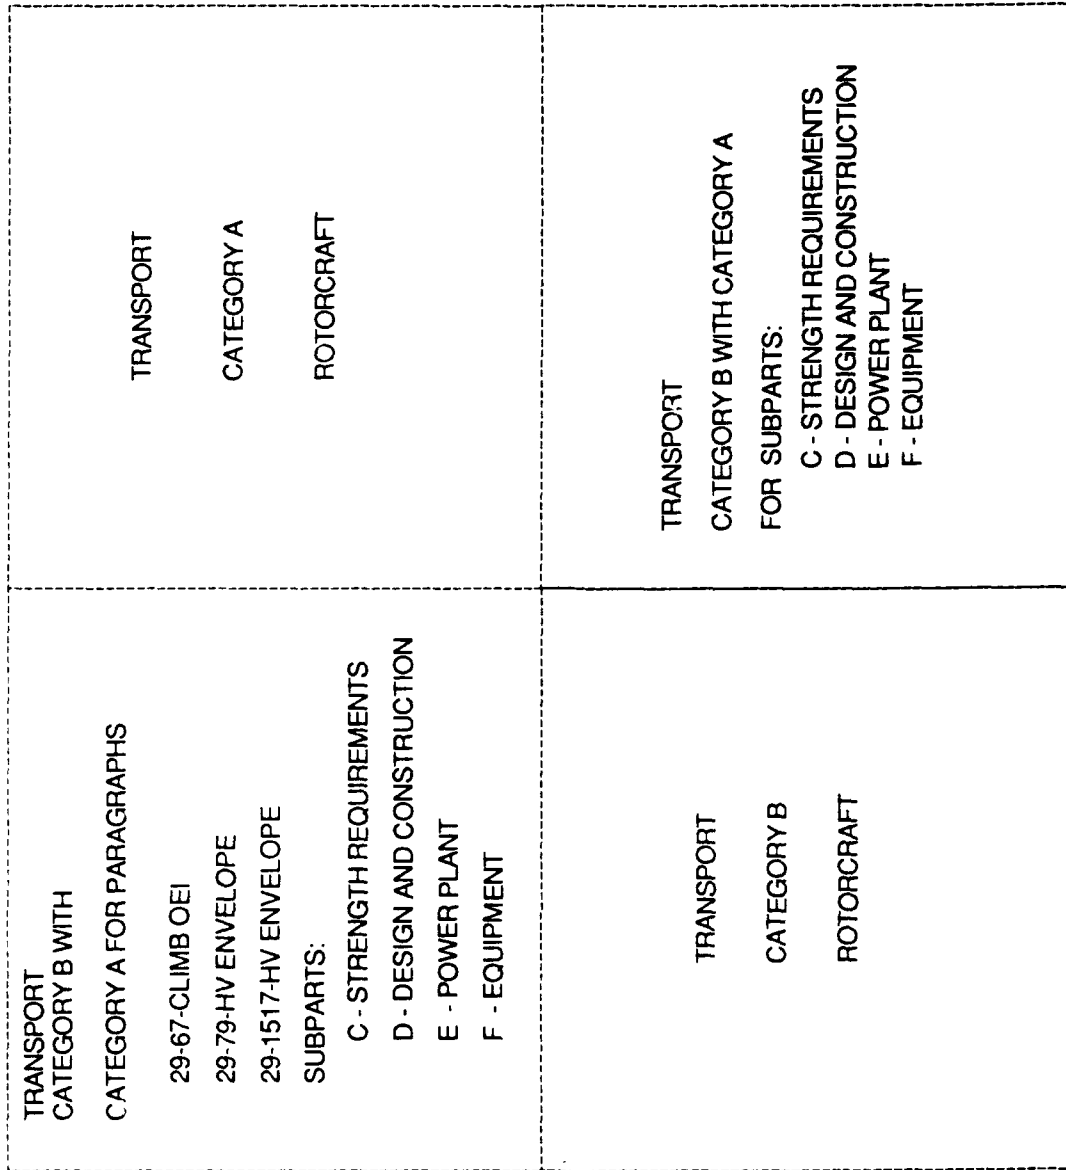 TRANSPORT
CATEGORY B WITH
CATEGORY A FOR PARAGRAPHS
29-67-CLIMB OEI
29-79-HV ENVELOPE
29-1517-HV ENVELOPE
SUBPARTS:
C - STRENGTH REQUIREMENTS
D - DESIGN AND CONSTRUCTION
E - POWER PLANT
F - EQUIPMENT
TRANSPORT
CATEGORY A
ROTORCRAFT
TRANSPORT
CATEGORY B
ROTORCRAFT
TRANSPORT
CATEGORY B WITH CATEGORY A
FOR SUBPARTS:
C - STRENGTH REQUIREMENTS
D - DESIGN AND CONSTRUCTION
E - POWER PLANT
F - EQUIPMENT